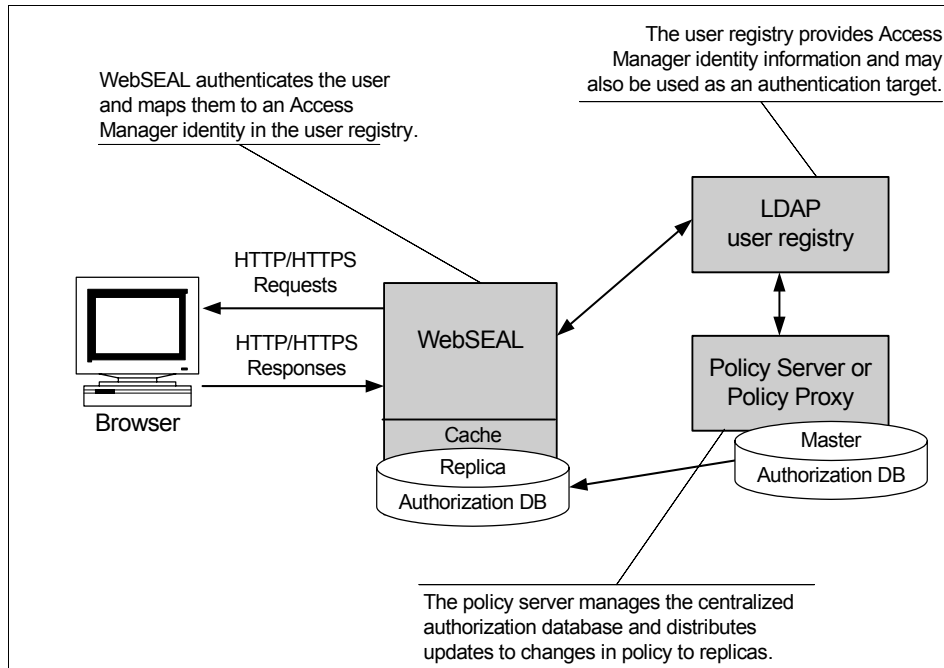 The user registry provides Access
Manager identity information and may
also be used as an authentication target.
WebSEAL authenticates the user
and maps them to an Access
Manager identity in the user registry.
LDAP
user registry
HTTP/HTTPS
Requests
WebSEAL
HTTP/HTTPS
Responses
Policy Server or
Policy Proxy
Browser
Cache
Replica
Authorization DB
Master
Authorization DB
The policy server manages the centralized
authorization database and distributes
updates to changes in policy to replicas.